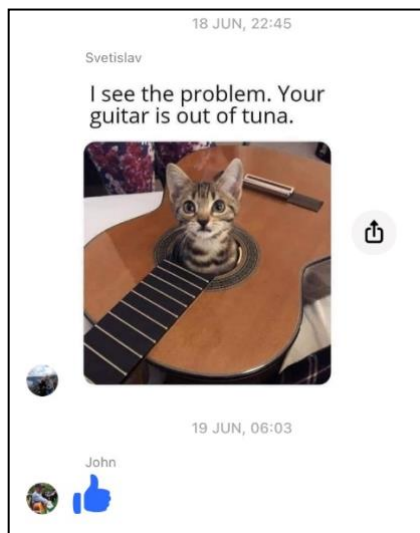 18 JUN, 22:45
Svetislav
I see the problem. Your
guitar is out of tuna.
19 JUN, 06:03
John